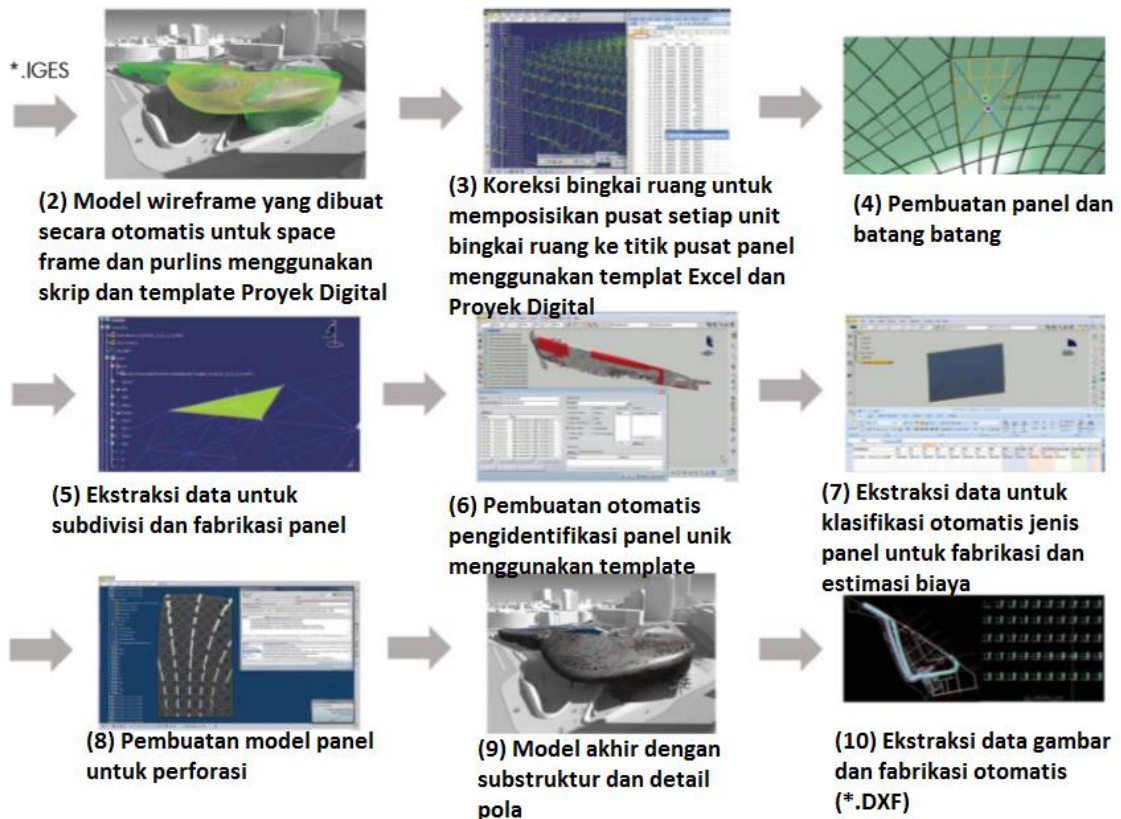 *.IGES
(2) Model wireframe yang dibuat
secara otomatis untuk space
frame dan purlins menggunakan
skrip dan template Proyek Digital
(3) Koreksi bingkai ruang untuk
memposisikan pusat setiap unit
bingkai ruang ke titik pusat panel
menggunakan templat Excel dan
Proyek Digital
(4) Pembuatan panel dan
batang batang
(5) Ekstraksi data untuk
subdivisi dan fabrikasi panel
(6) Pembuatan otomatis
pengidentifikasi panel unik
menggunakan template
(7) Ekstraksi data untuk
klasifikasi otomatis jenis
panel untuk fabrikasi dan
estimasi biaya
(8) Pembuatan model panel
untuk perforasi
(9) Model akhir dengan
substruktur dan detail
pola
(10) Ekstraksi data gambar
dan fabrikasi otomatis
(*.DXF)